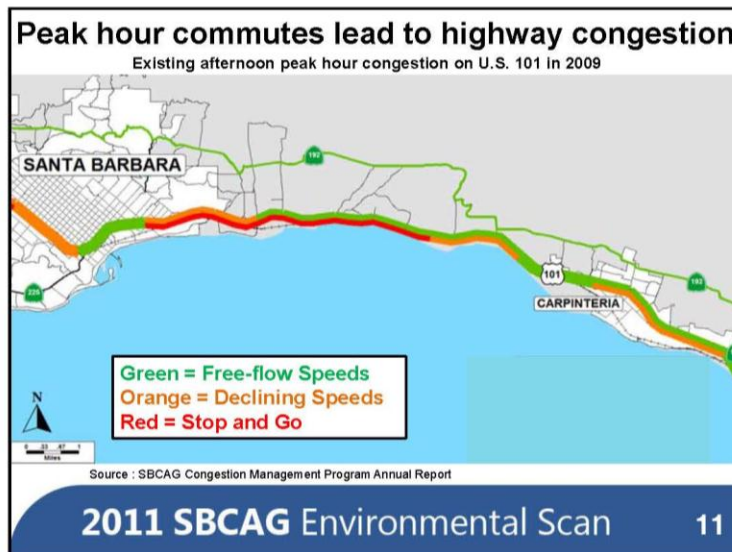 Peak hour commutes lead to highway congestion
Existing afternoon peak hour congestion on U.S. 101 in 2009
192
SANTA BARBARA
101
192
CARPINTERIA
225
Green = Free-flow Speeds
Orange = Declining Speeds
Red = Stop and Go
N
Miles
Source : SBCAG Congestion Management Program Annual Report
2011 SBCAG Environmental Scan 11